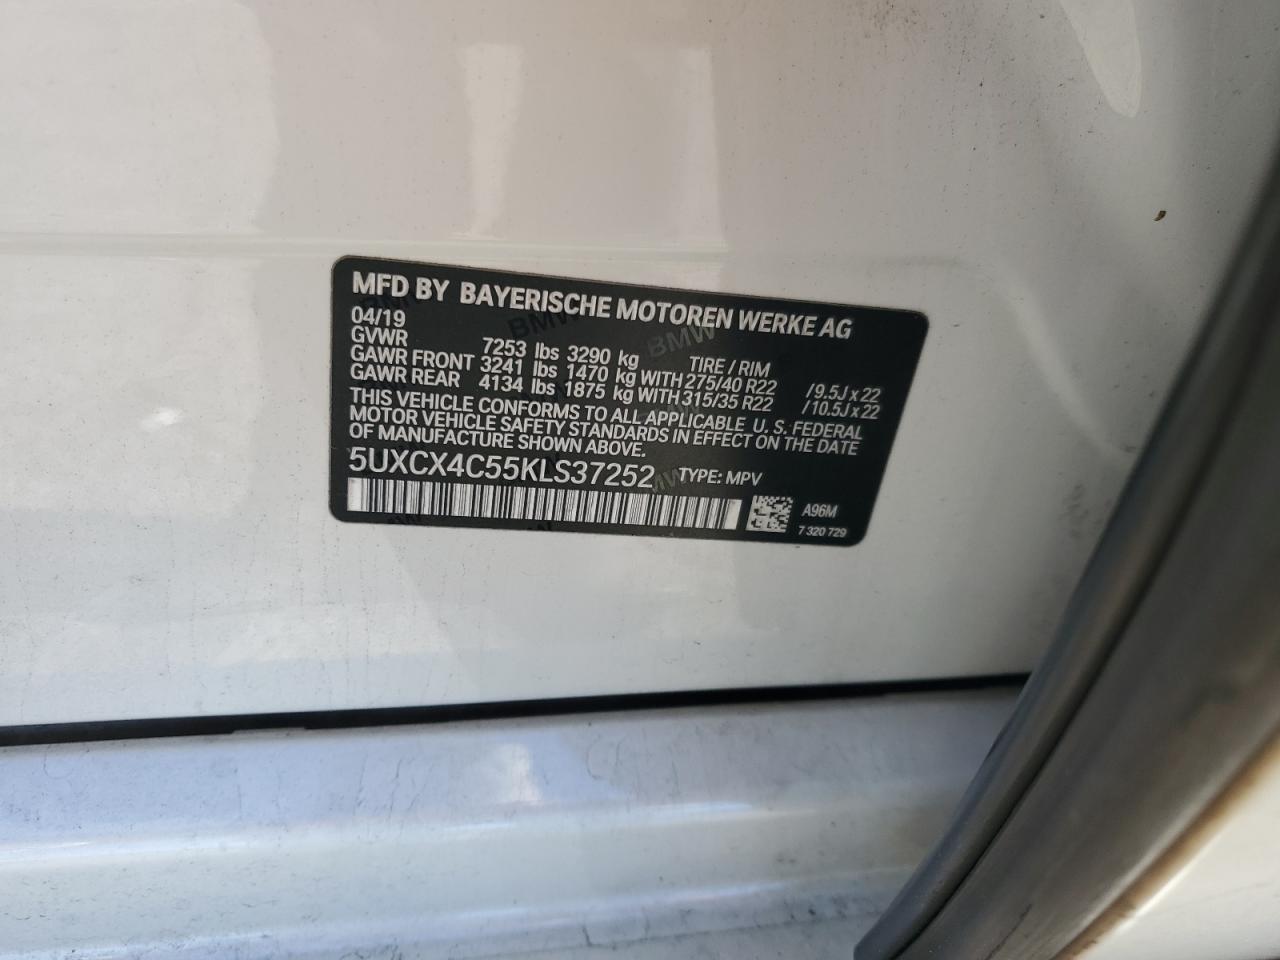 MFD BY BAYERISCHE MOTOREN WERKE AG
04/19
GVWR 7253 lbs 3290 kg TIRE / RIM
GAWR FRONT 3241 lbs 1470 kg WITH 275/40 R22 /9.5J x 22
GAWR REAR 4134 lbs 1875 kg WITH 315/35 R22 /10.5J x 22
THIS VEHICLE CONFORMS TO ALL APPLICABLE U. S. FEDERAL
MOTOR VEHICLE SAFETY STANDARDS IN EFFECT ON THE DATE
OF MANUFACTURE SHOWN ABOVE.
5UXCX4C55KLS37252 TYPE: MPV
A96M
7 320 729